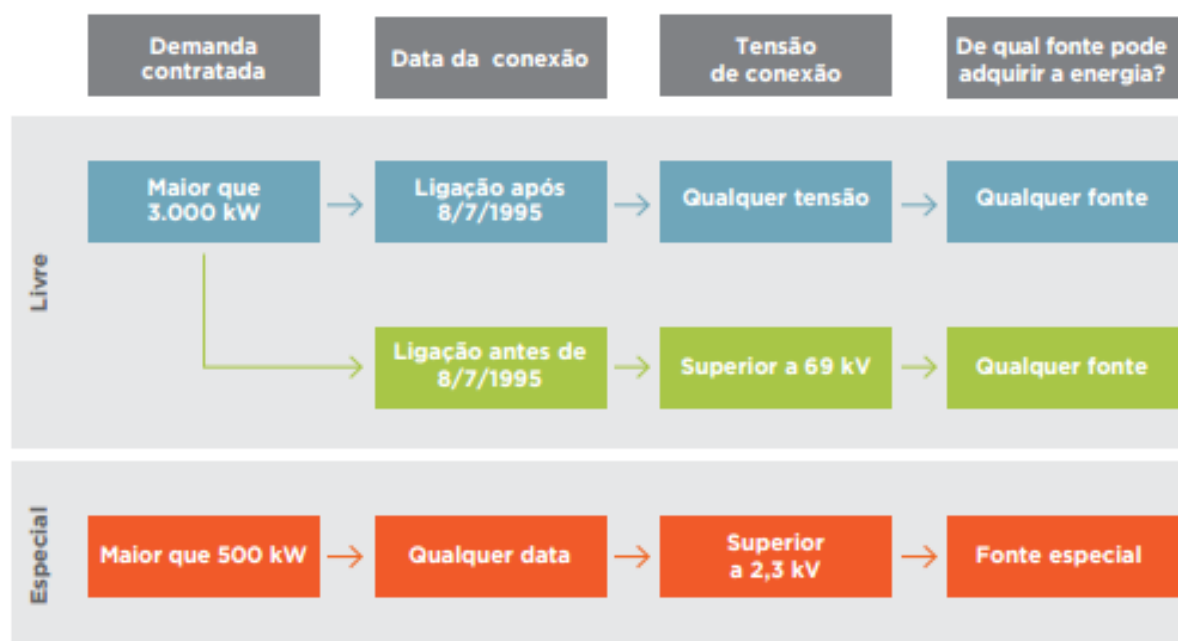 Demanda
contratada
Data da conexão
Tensão
de conexão
De qual fonte pode
adquirir a energia?
Livre
Maior que
3.000 kW
Ligação após
8/7/1995
Qualquer tensão
Qualquer fonte
Ligação antes de
8/7/1995
Superior a 69 kV
Qualquer fonte
Especial
Maior que 500 kW
Qualquer data
Superior
a 2,3 kV
Fonte especial